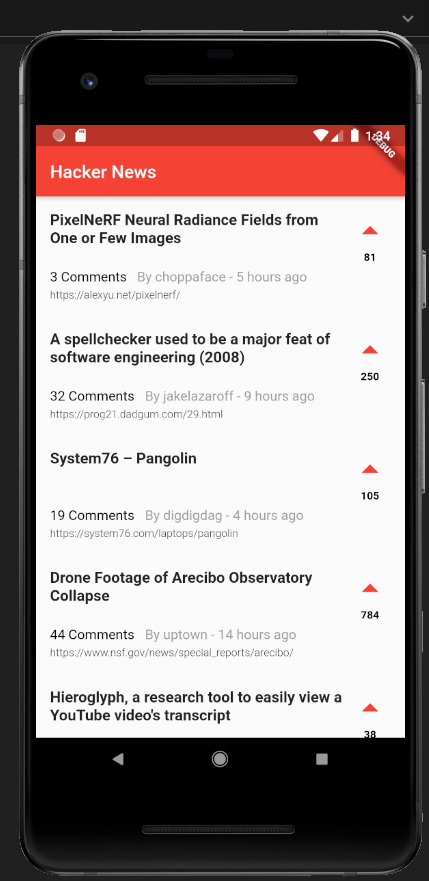 1:34
DEBUG
Hacker News
PixelNeRF Neural Radiance Fields from
One or Few Images
81
3 Comments By choppaface - 5 hours ago
https://alexyu.net/pixelnerf/
A spellchecker used to be a major feat of
software engineering (2008)
250
32 Comments By jakelazaroff - 9 hours ago
https://prog21.dadgum.com/29.html
System76 – Pangolin
105
19 Comments By digdigdag - 4 hours ago
https://system76.com/laptops/pangolin
Drone Footage of Arecibo Observatory
Collapse
784
44 Comments By uptown - 14 hours ago
https://www.nsf.gov/news/special_reports/arecibo/
Hieroglyph, a research tool to easily view a
YouTube video's transcript
38